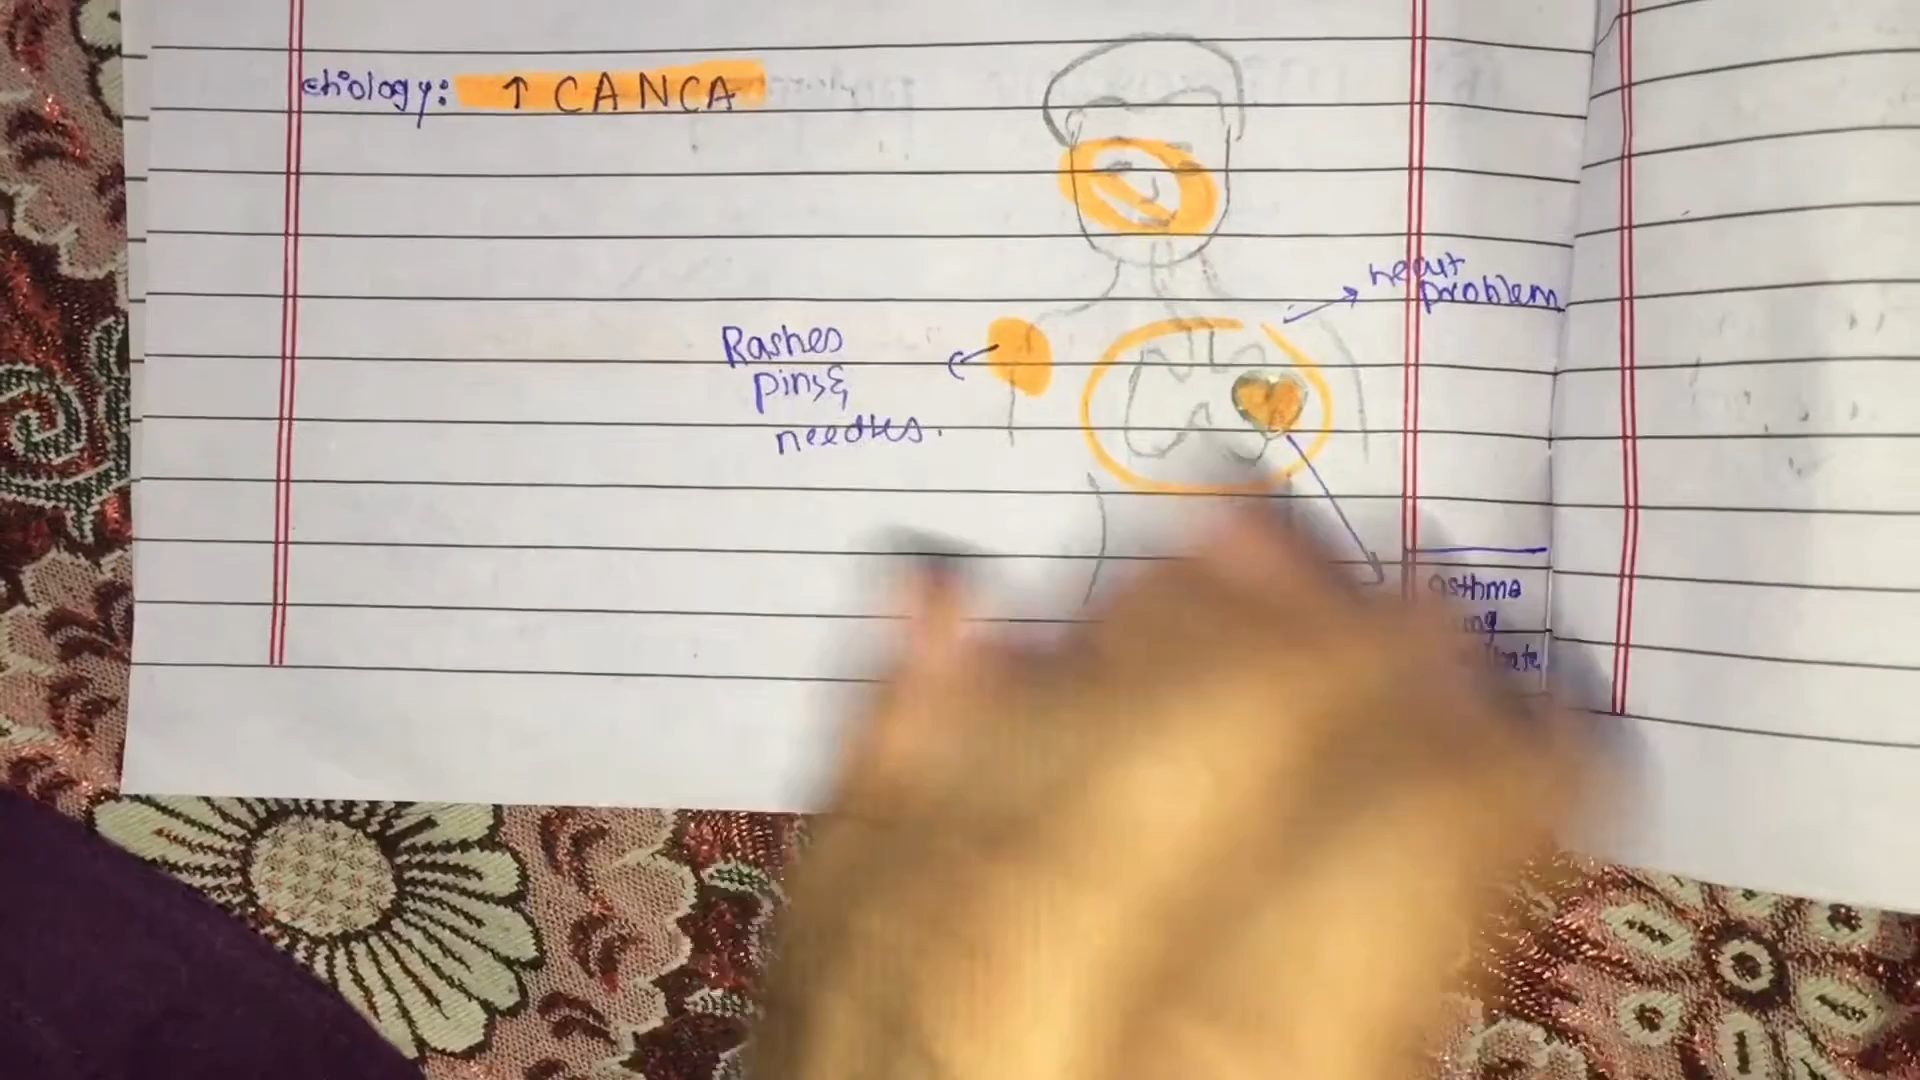 etiology: ↑ CANCA
heart
problem
Rashes
pins&
needles.
asthma